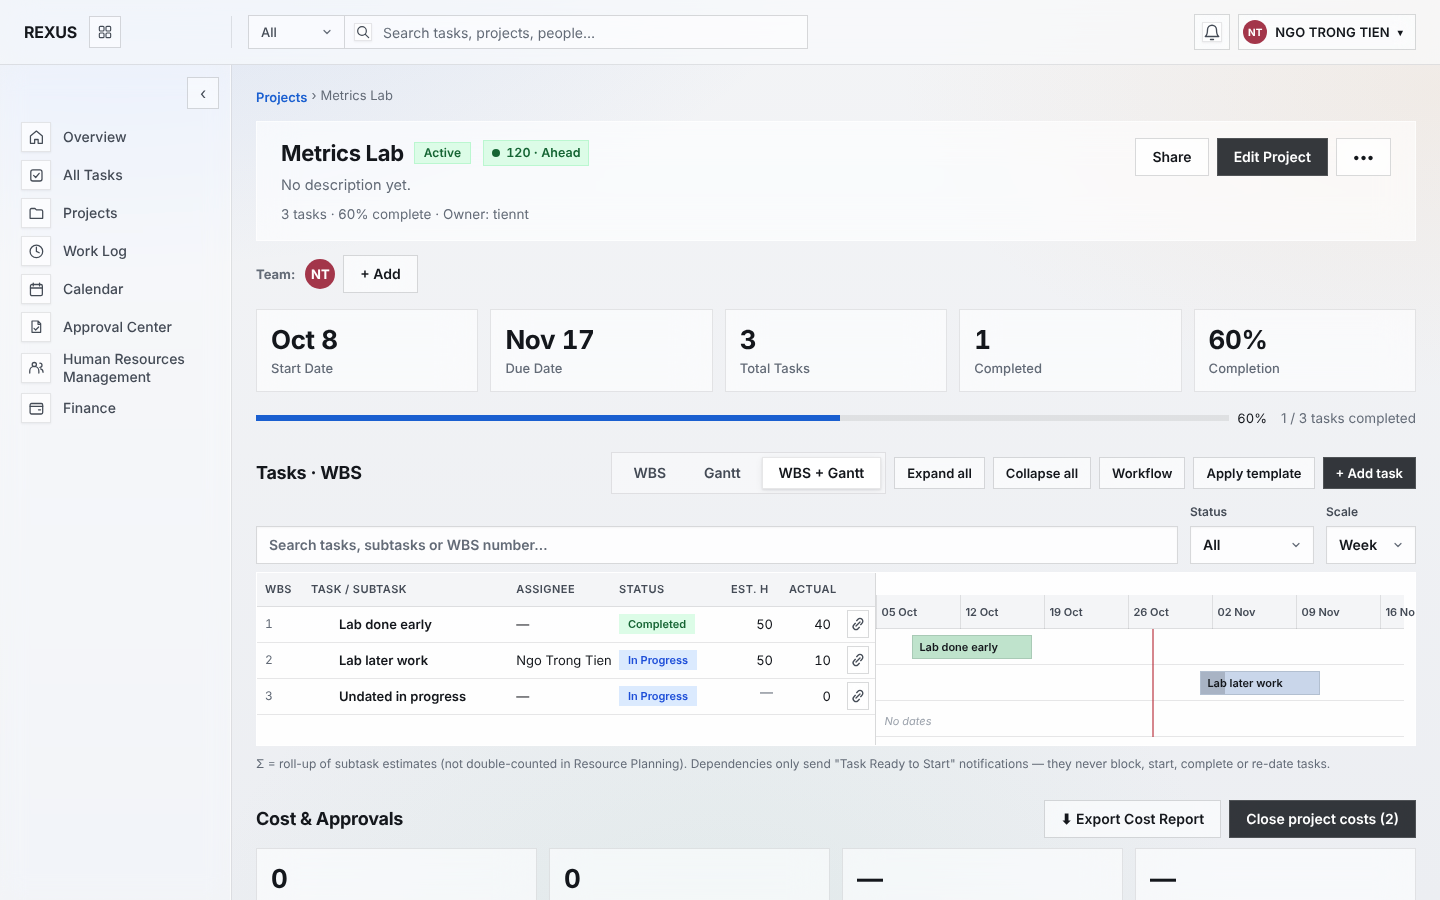 REXUS
All
Search tasks, projects, people...
NT
NGO TRONG TIEN ▾
Overview
All Tasks
Projects
Work Log
Calendar
Approval Center
Human Resources
Management
Finance
Projects › Metrics Lab
Metrics Lab
Active
120 · Ahead
Share
Edit Project
•••
No description yet.
3 tasks · 60% complete · Owner: tiennt
Team:
NT
+ Add
Oct 8
Start Date
Nov 17
Due Date
3
Total Tasks
1
Completed
60%
Completion
60%
1 / 3 tasks completed
Tasks · WBS
WBS
Gantt
WBS + Gantt
Expand all
Collapse all
Workflow
Apply template
+ Add task
Status
Scale
Search tasks, subtasks or WBS number...
All
Week
WBS TASK / SUBTASK ASSIGNEE STATUS EST. H ACTUAL
1 Lab done early — Completed 50 40
2 Lab later work Ngo Trong Tien In Progress 50 10
3 Undated in progress — In Progress — 0
05 Oct 12 Oct 19 Oct 26 Oct 02 Nov 09 Nov 16 No
Lab done early
Lab later work
No dates
Σ = roll-up of subtask estimates (not double-counted in Resource Planning). Dependencies only send "Task Ready to Start" notifications — they never block, start, complete or re-date tasks.
Cost & Approvals
⬇ Export Cost Report
Close project costs (2)
0
0
—
—